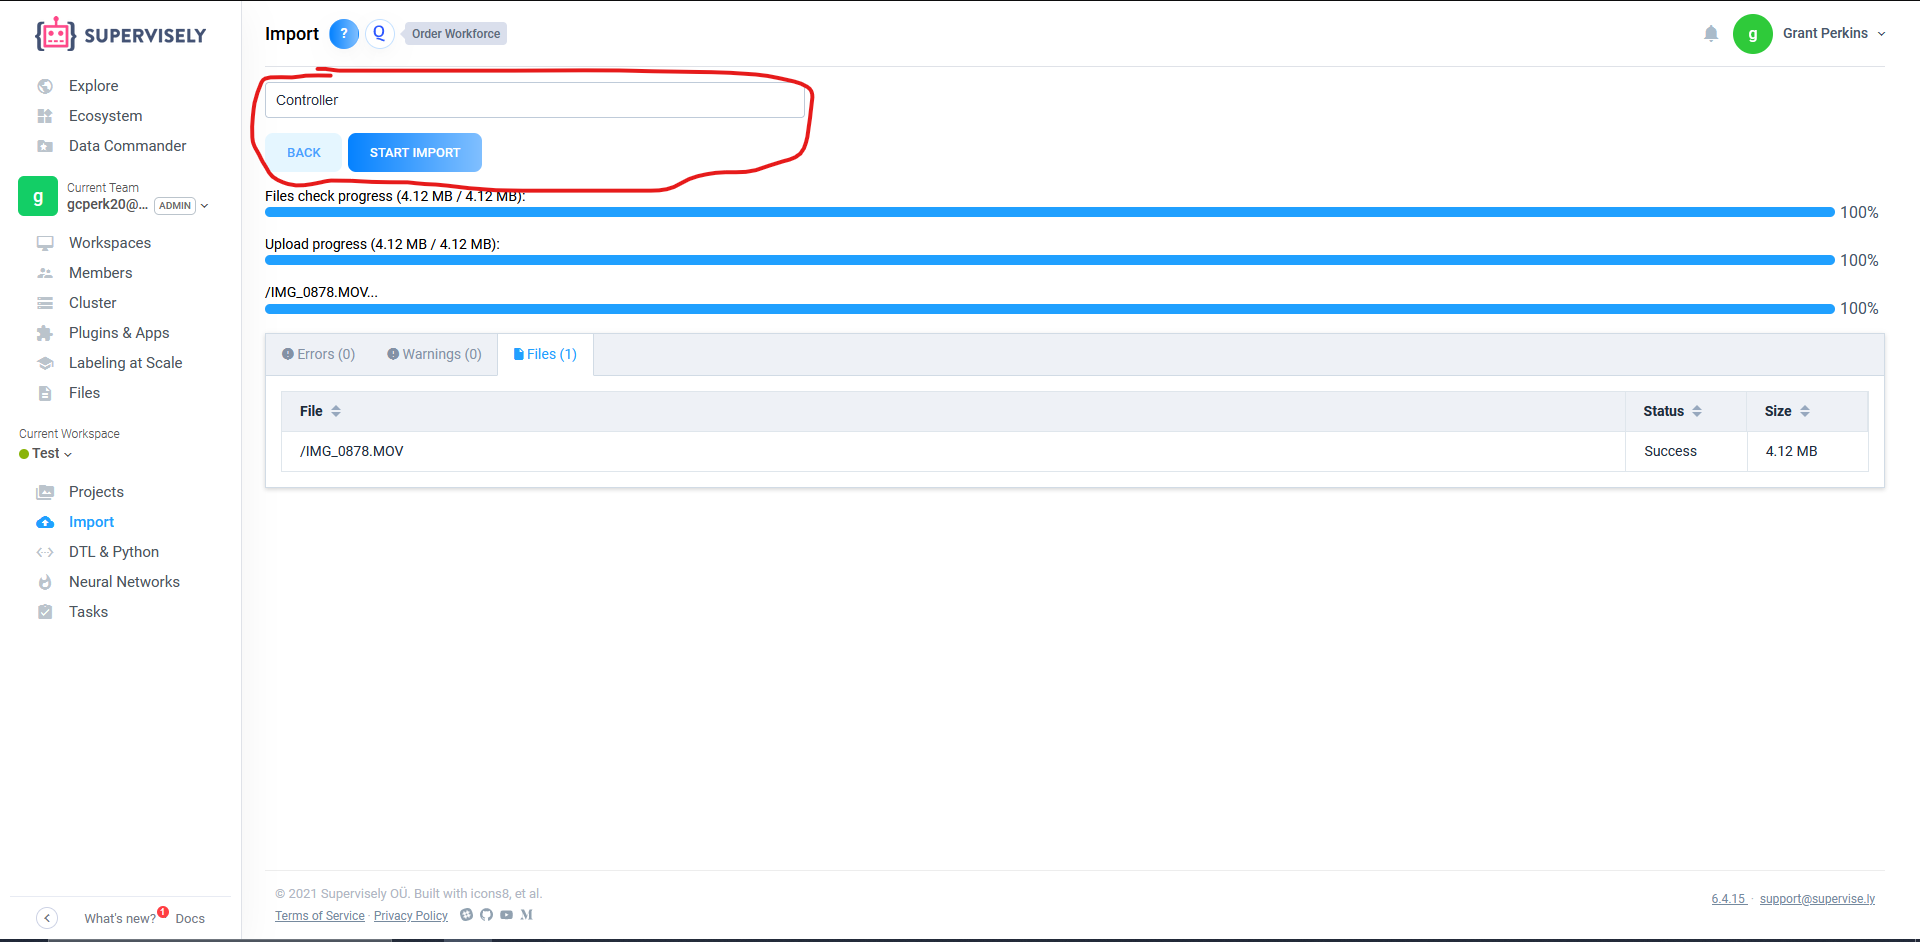 SUPERVISELY
Import ? Q Order Workforce
g Grant Perkins
Explore
Ecosystem
Data Commander
Current Team
g gcperk20@... ADMIN
Workspaces
Members
Cluster
Plugins & Apps
Labeling at Scale
Files
Current Workspace
Test
Projects
Import
DTL & Python
Neural Networks
Tasks
What's new? 1 Docs
Controller
BACK START IMPORT
Files check progress (4.12 MB / 4.12 MB):
100%
Upload progress (4.12 MB / 4.12 MB):
100%
/IMG_0878.MOV...
100%
Errors (0) Warnings (0) Files (1)
File Status Size
/IMG_0878.MOV Success 4.12 MB
© 2021 Supervisely OÜ. Built with icons8, et al.
Terms of Service · Privacy Policy
6.4.15 · support@supervise.ly